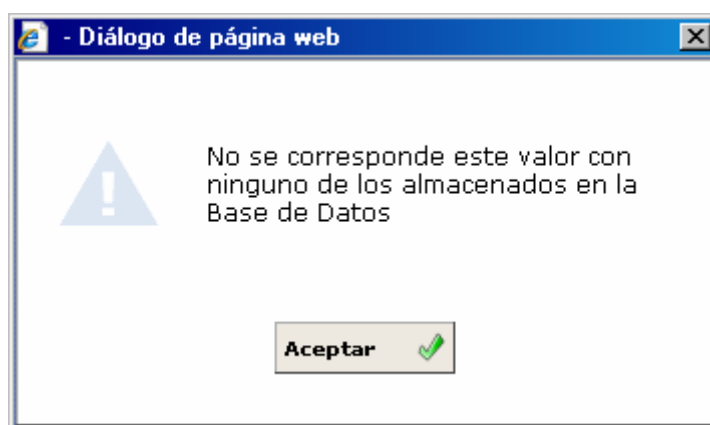 - Diálogo de página web
No se corresponde este valor con
ninguno de los almacenados en la
Base de Datos
Aceptar